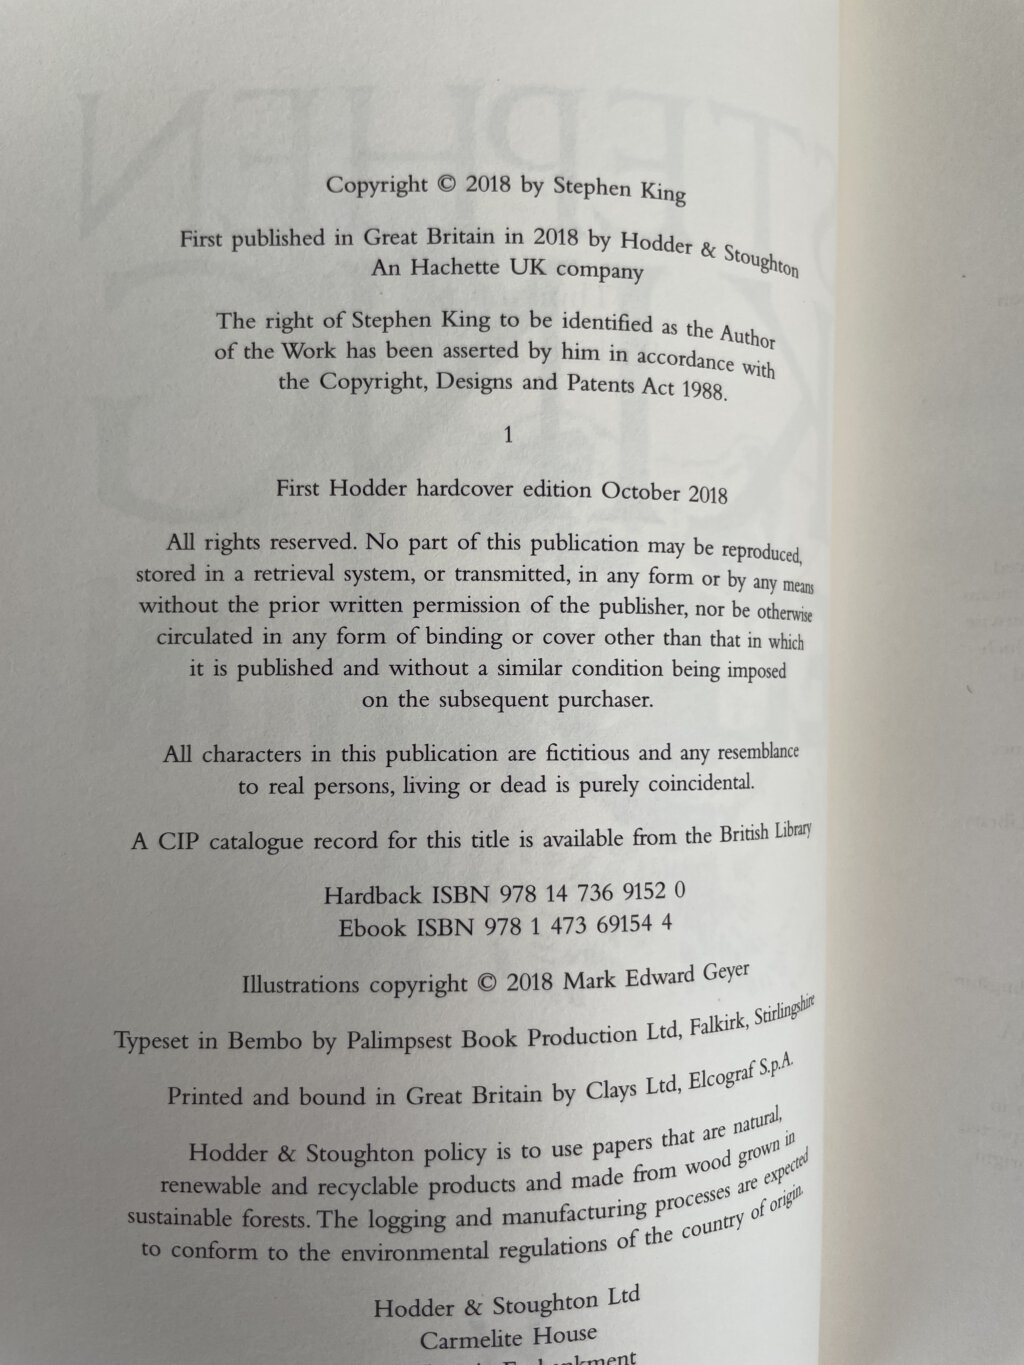 Copyright © 2018 by Stephen King
First published in Great Britain in 2018 by Hodder & Stoughton
An Hachette UK company
The right of Stephen King to be identified as the Author
of the Work has been asserted by him in accordance with
the Copyright, Designs and Patents Act 1988.
1
First Hodder hardcover edition October 2018
All rights reserved. No part of this publication may be reproduced,
stored in a retrieval system, or transmitted, in any form or by any means
without the prior written permission of the publisher, nor be otherwise
circulated in any form of binding or cover other than that in which
it is published and without a similar condition being imposed
on the subsequent purchaser.
All characters in this publication are fictitious and any resemblance
to real persons, living or dead is purely coincidental.
A CIP catalogue record for this title is available from the British Library
Hardback ISBN 978 14 736 9152 0
Ebook ISBN 978 1 473 69154 4
Illustrations copyright © 2018 Mark Edward Geyer
Typeset in Bembo by Palimpsest Book Production Ltd, Falkirk, Stirlingshire
Printed and bound in Great Britain by Clays Ltd, Elcograf S.p.A.
Hodder & Stoughton policy is to use papers that are natural,
renewable and recyclable products and made from wood grown in
sustainable forests. The logging and manufacturing processes are expected
to conform to the environmental regulations of the country of origin.
Hodder & Stoughton Ltd
Carmelite House